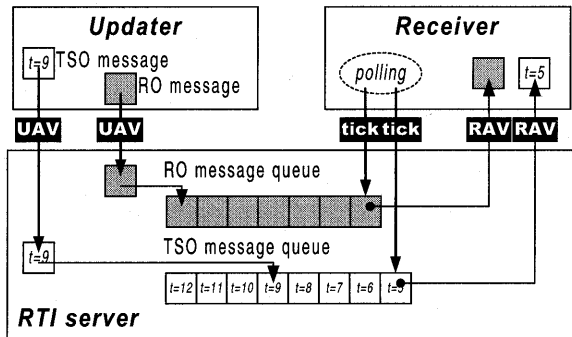 Updater
Receiver
t=9 TSO message
RO message
polling
t=5
UAV UAV tick tick RAV RAV
RO message queue
TSO message queue
t=9
t=12 t=11 t=10 t=9 t=8 t=7 t=6 t=5
RTI server